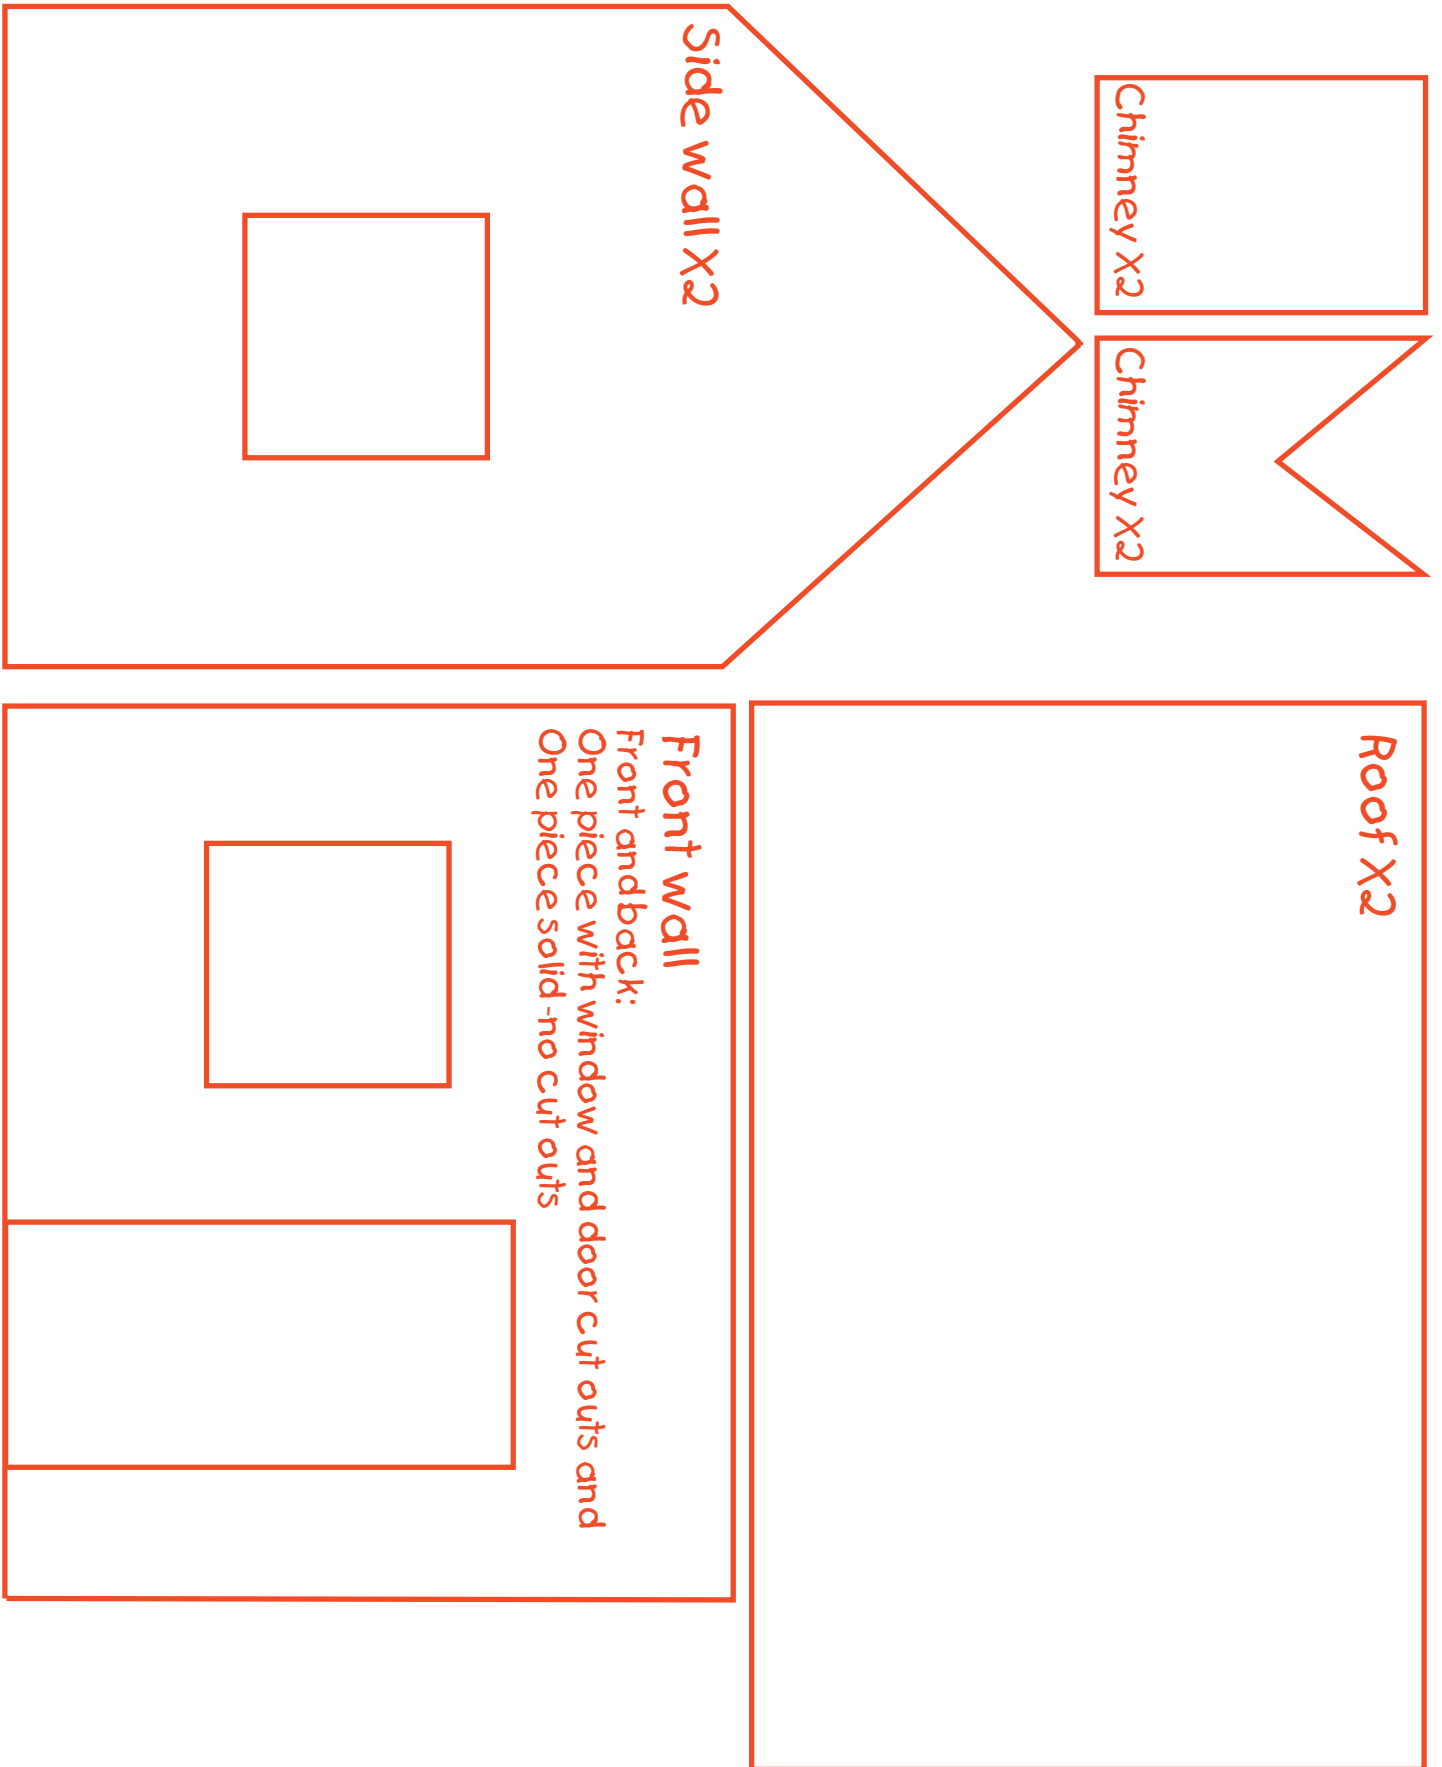 Side wall X2
Chimney X2
Chimney X2
Front wall
Front and back:
One piece with window and door cut outs and
One piece solid-no cut outs
Roof X2